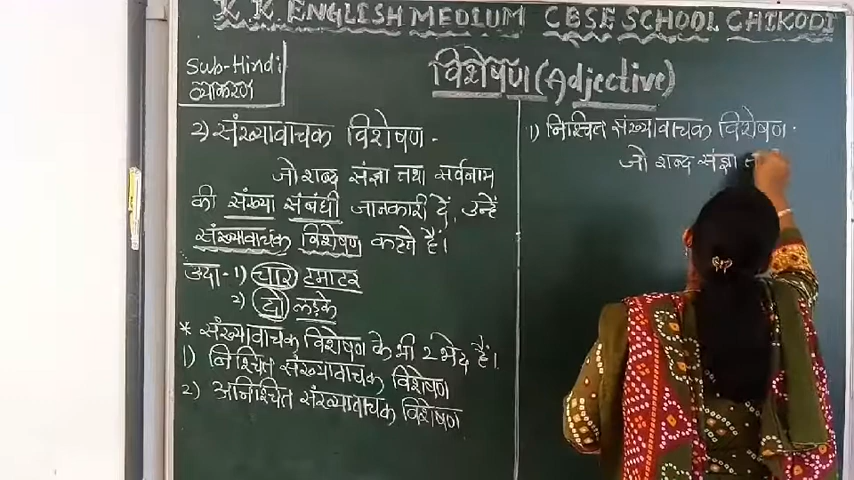 K.K. ENGLISH MEDIUM CBSE SCHOOL CHIKODI
Sub-Hindi
व्याकरण
विशेषण (Adjective)
2) संख्यावाचक विशेषण -
जो शब्द संज्ञा तथा सर्वनाम
की संख्या संबंधी जानकारी दें, उन्हें
संख्यावाचक विशेषण कहते हैं।
उदा - 1) चार टमाटर
2) दो लड़के
* संख्यावाचक विशेषण के भी 2 भेद हैं।
1) निश्चित संख्यावाचक विशेषण
2) अनिश्चित संख्यावाचक विशेषण
1) निश्चित संख्यावाचक विशेषण -
जो शब्द संज्ञा